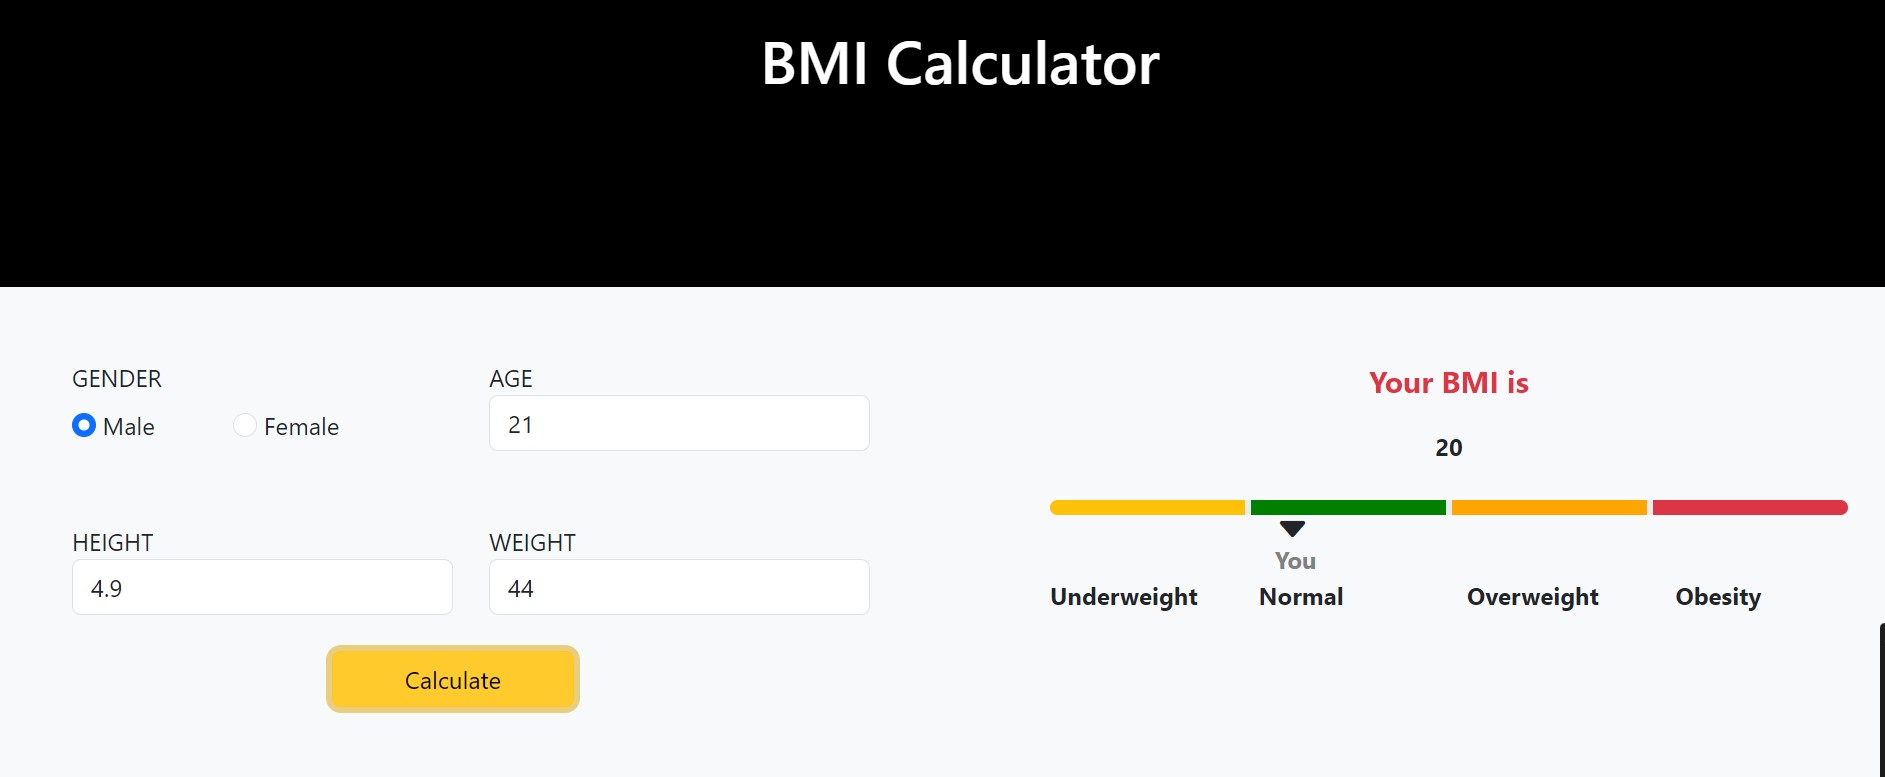 BMI Calculator
GENDER
Male Female
AGE
21
HEIGHT
4.9
WEIGHT
44
Calculate
Your BMI is
20
You
Underweight Normal Overweight Obesity